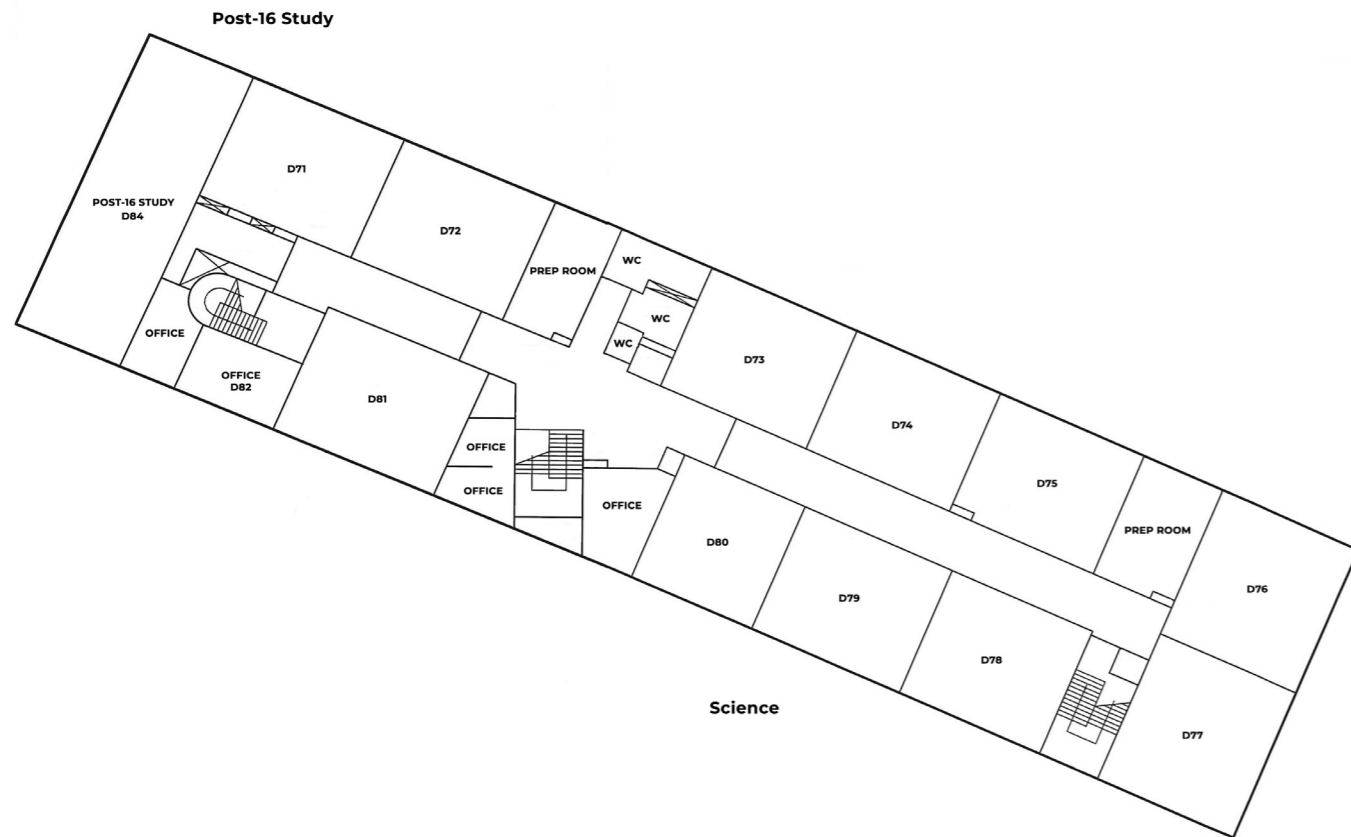 Post-16 Study
D71
POST-16 STUDY
D84
D72
PREP ROOM
WC
WC
WC
OFFICE
OFFICE
D82
D81
D73
D74
OFFICE
OFFICE
OFFICE
D75
PREP ROOM
D80
D76
D79
D78
Science
D77